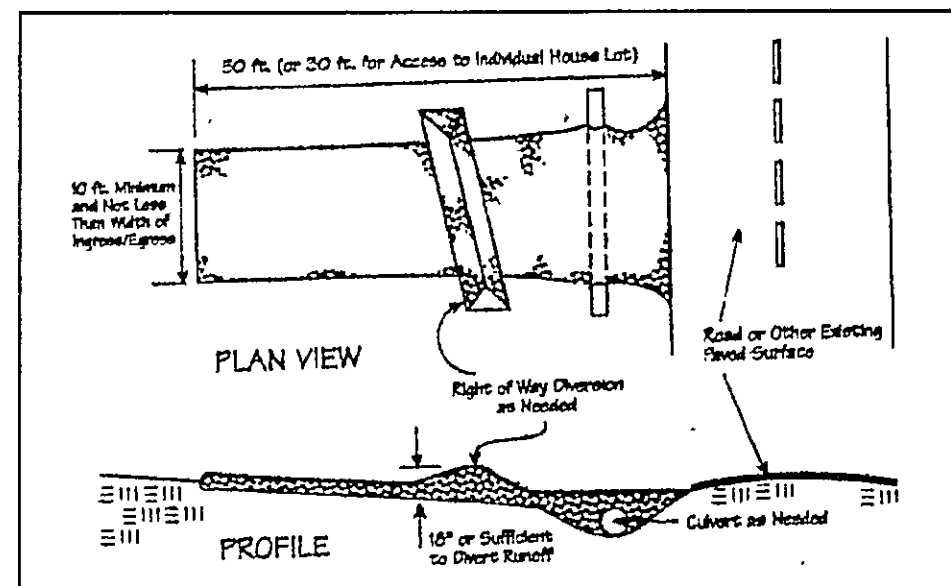 50 ft. (or 30 ft. for Access to Individual House Lot)
10 ft. Minimum
and Not Less
Than Width of
Ingress/Egress
PLAN VIEW
Right of Way Diversion
as Needed
Road or Other Existing
Paved Surface
18" or Sufficient
to Divert Runoff
Culvert as Needed
PROFILE